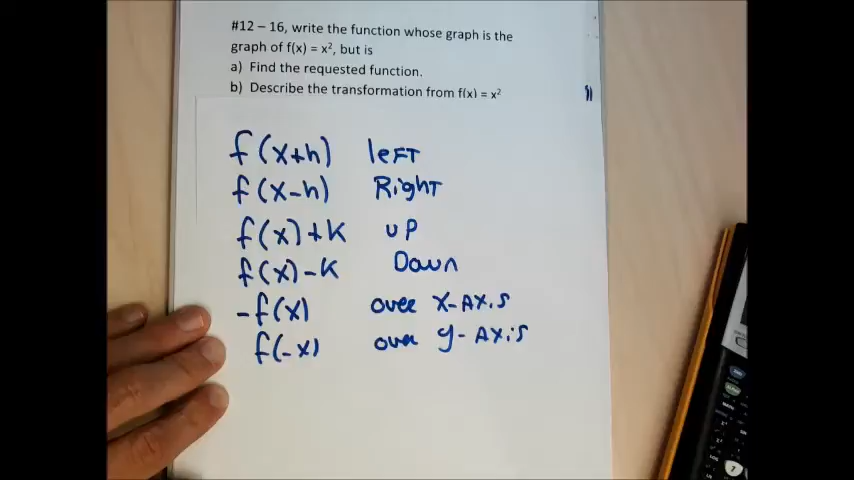 #12 – 16, write the function whose graph is the
graph of f(x) = x², but is
a) Find the requested function.
b) Describe the transformation from f(x) = x²
f(x+h) left
f(x-h) Right
f(x)+K up
f(x)-K Down
-f(x) over x-Axis
f(-x) over y-Axis